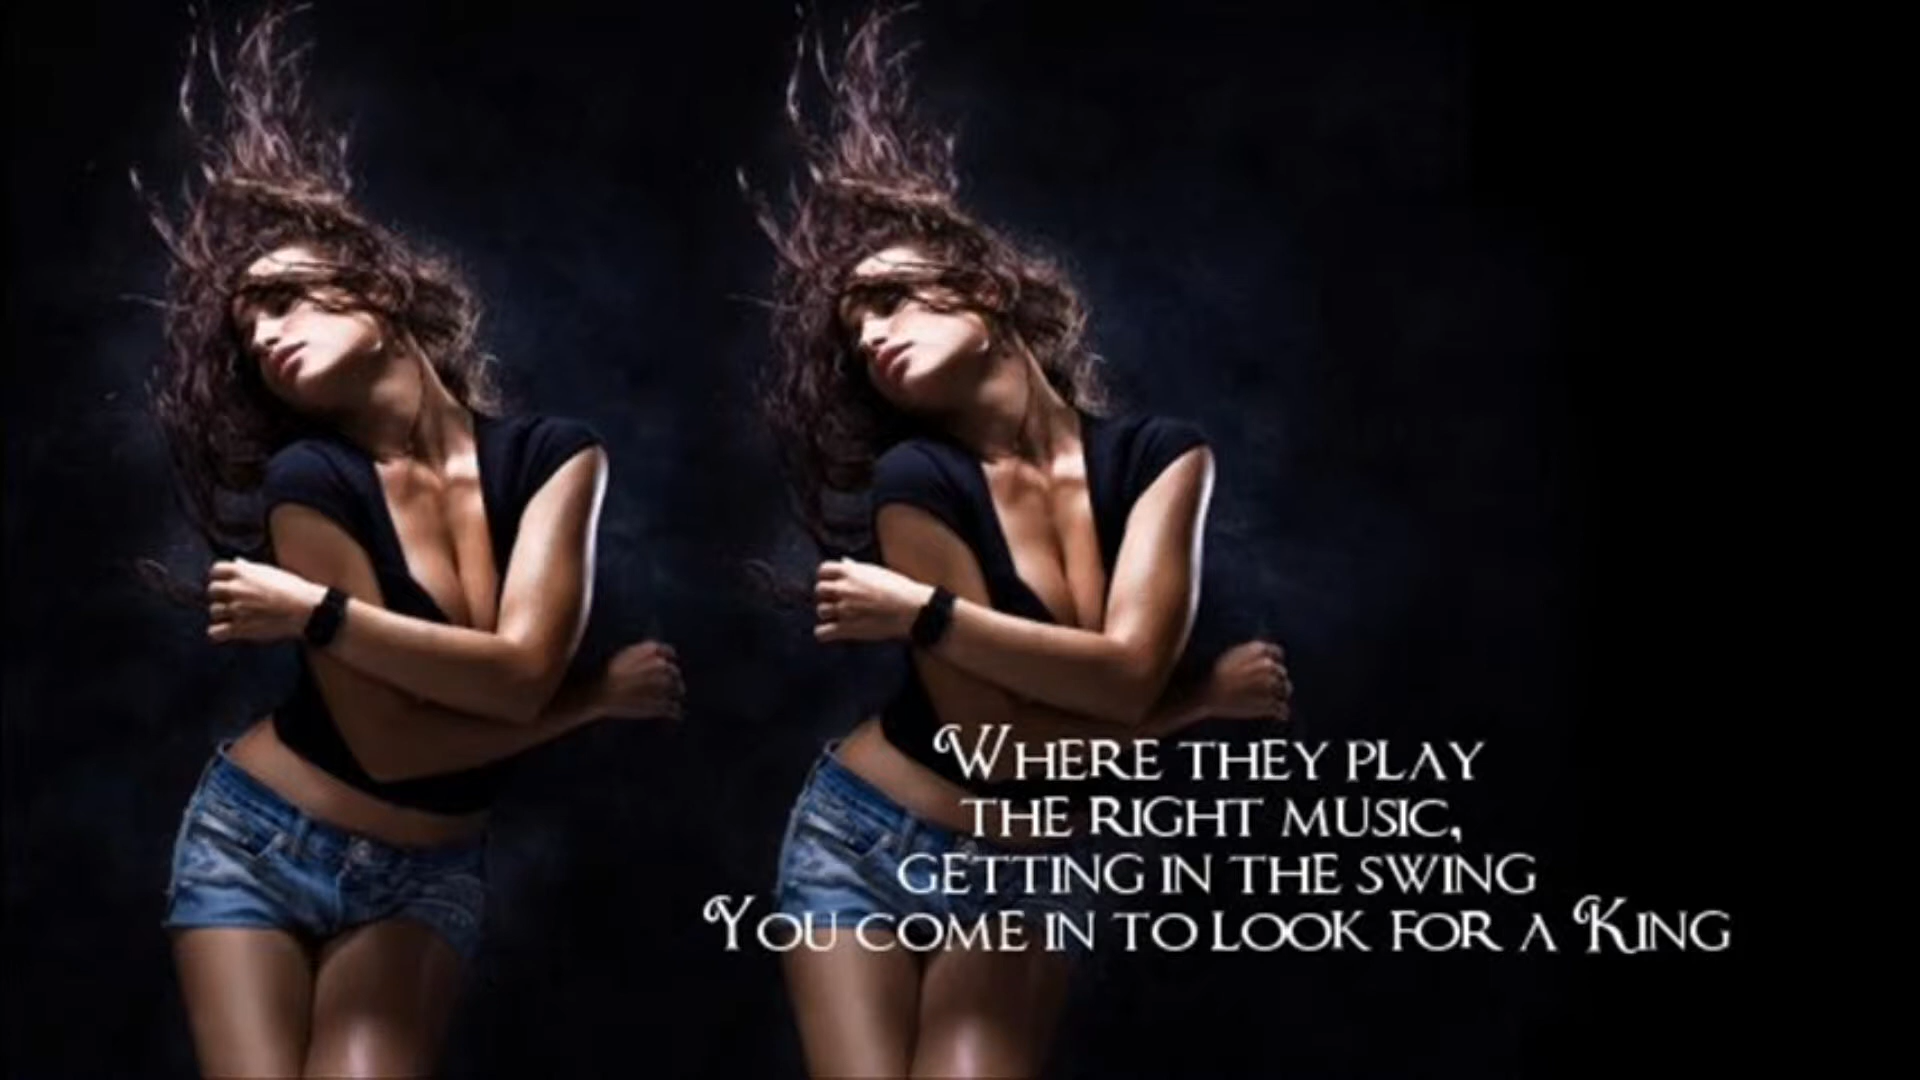 Where they play
the right music,
getting in the swing
You come in to look for a King